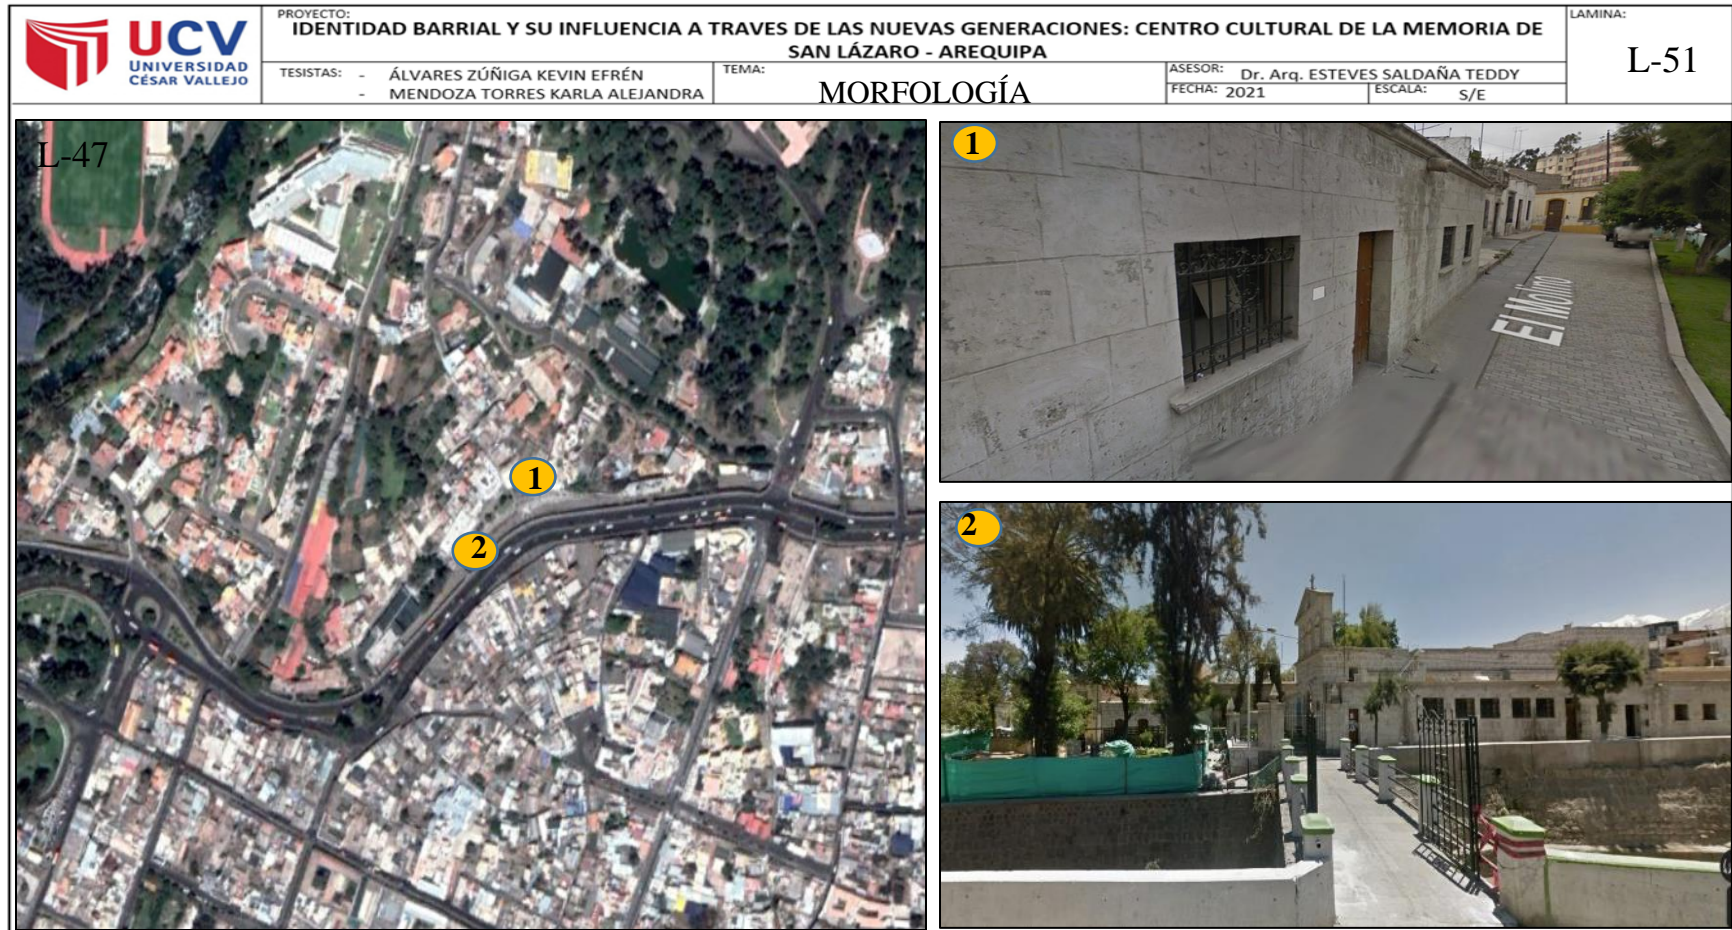 UCV
UNIVERSIDAD
CÉSAR VALLEJO
PROYECTO:
IDENTIDAD BARRIAL Y SU INFLUENCIA A TRAVES DE LAS NUEVAS GENERACIONES: CENTRO CULTURAL DE LA MEMORIA DE
SAN LÁZARO - AREQUIPA
TESISTAS: - ÁLVARES ZÚÑIGA KEVIN EFRÉN
- MENDOZA TORRES KARLA ALEJANDRA
TEMA:
MORFOLOGÍA
ASESOR: Dr. Arq. ESTEVES SALDAÑA TEDDY
FECHA: 2021
ESCALA: S/E
LAMINA:
L-51
L-47
1
2
1
El Molino
2